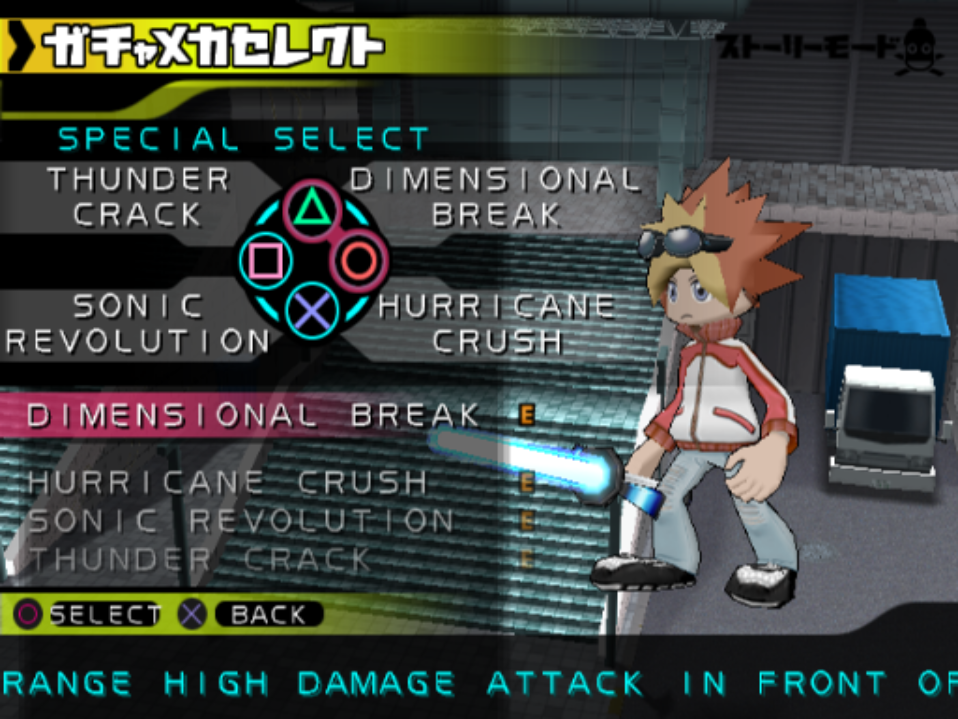 ガチャメカセレクト
ストーリーモード
SPECIAL SELECT
THUNDER
CRACK
DIMENSIONAL
BREAK
SONIC
REVOLUTION
HURRICANE
CRUSH
DIMENSIONAL BREAK E
HURRICANE CRUSH E
SONIC REVOLUTION E
THUNDER CRACK E
SELECT BACK
RANGE HIGH DAMAGE ATTACK IN FRONT OF